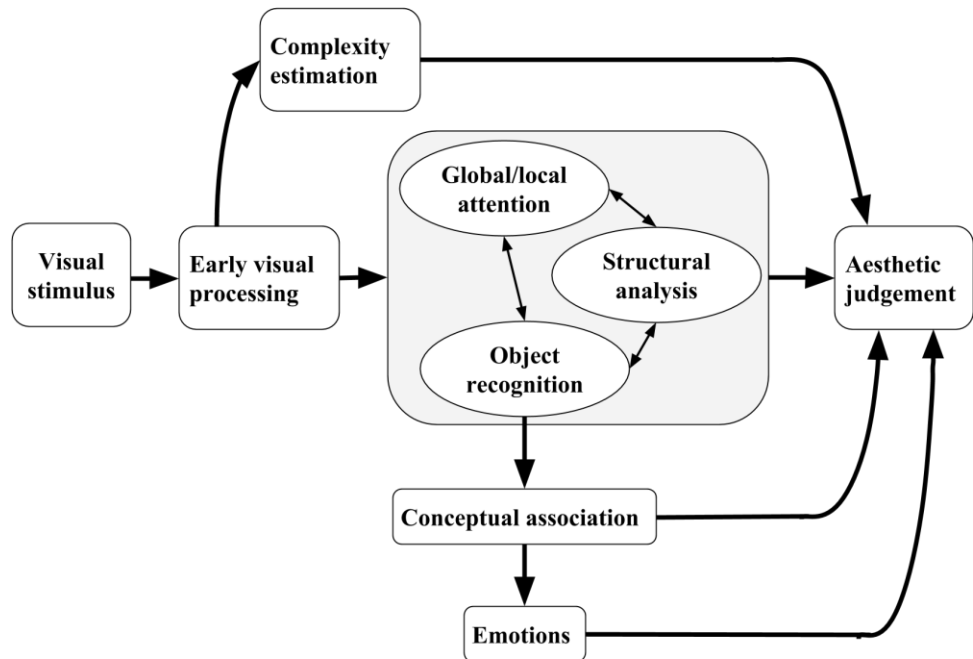 Complexity
estimation
Global/local
attention
Visual
stimulus
Early visual
processing
Structural
analysis
Aesthetic
judgement
Object
recognition
Conceptual association
Emotions